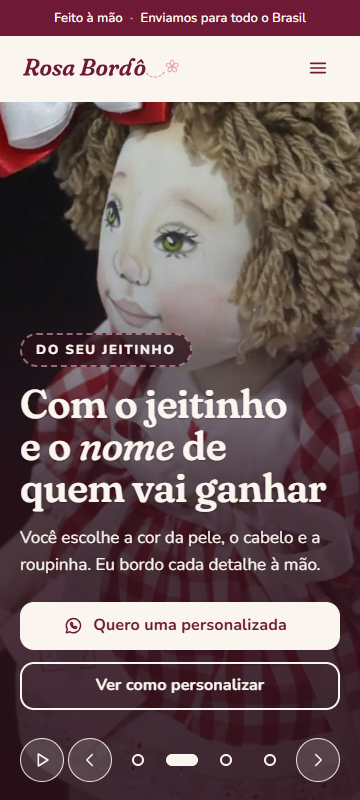 Feito à mão · Enviamos para todo o Brasil
Rosa Bordô
DO SEU JEITINHO
Com o jeitinho
e o nome de
quem vai ganhar
Você escolhe a cor da pele, o cabelo e a
roupinha. Eu bordo cada detalhe à mão.
Quero uma personalizada
Ver como personalizar